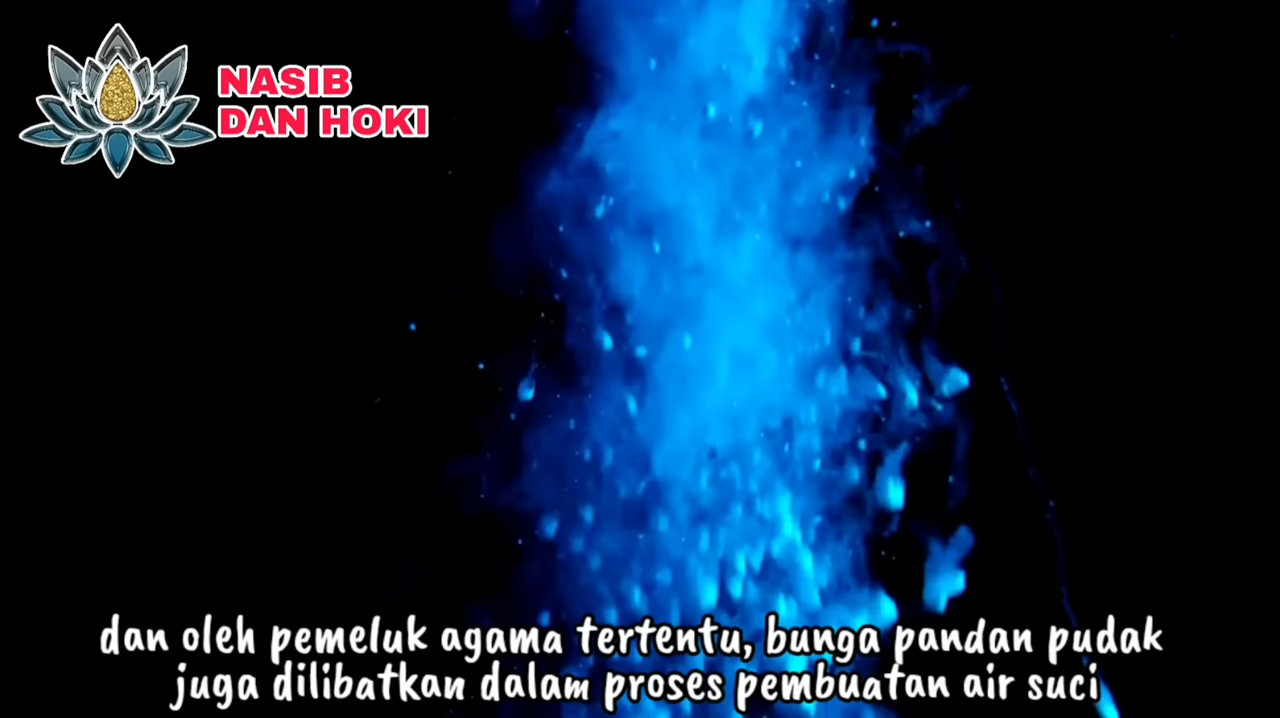 NASIB
DAN HOKI
dan oleh pemeluk agama tertentu, bunga pandan pudak
juga dilibatkan dalam proses pembuatan air suci